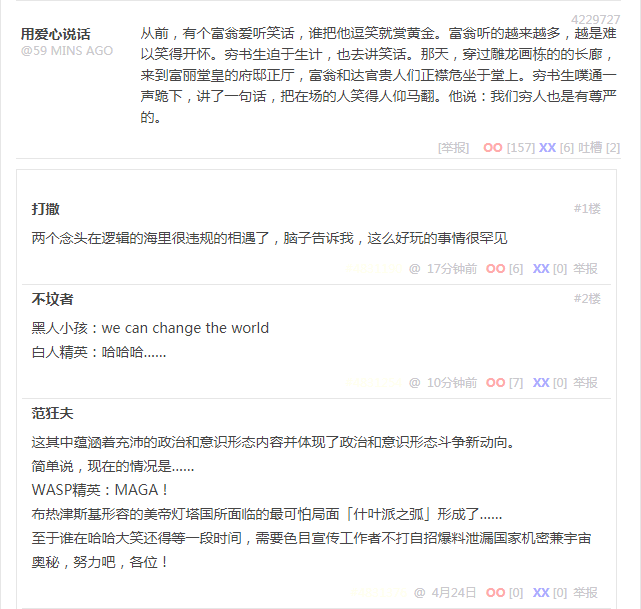 4229727
用爱心说话
@59 MINS AGO
从前，有个富翁爱听笑话，谁把他逗笑就赏黄金。富翁听的越来越多，越是难
以笑得开怀。穷书生迫于生计，也去讲笑话。那天，穿过雕龙画栋的的长廊，
来到富丽堂皇的府邸正厅，富翁和达官贵人们正襟危坐于堂上。穷书生噗通一
声跪下，讲了一句话，把在场的人笑得人仰马翻。他说：我们穷人也是有尊严
的。
[举报] OO [157] XX [6] 吐槽 [2]
打撒 #1楼
两个念头在逻辑的海里很违规的相遇了，脑子告诉我，这么好玩的事情很罕见
@ 17分钟前 OO [6] XX [0] 举报
不坟者 #2楼
黑人小孩：we can change the world
白人精英：哈哈哈……
@ 10分钟前 OO [7] XX [0] 举报
范狂夫
这其中蕴涵着充沛的政治和意识形态内容并体现了政治和意识形态斗争新动向。
简单说，现在的情况是……
WASP精英：MAGA！
布热津斯基形容的美帝灯塔国所面临的最可怕局面「什叶派之弧」形成了……
至于谁在哈哈大笑还得等一段时间，需要色目宣传工作者不打自招爆料泄漏国家机密兼宇宙
奥秘，努力吧，各位！
@ 4月24日 OO [0] XX [0] 举报